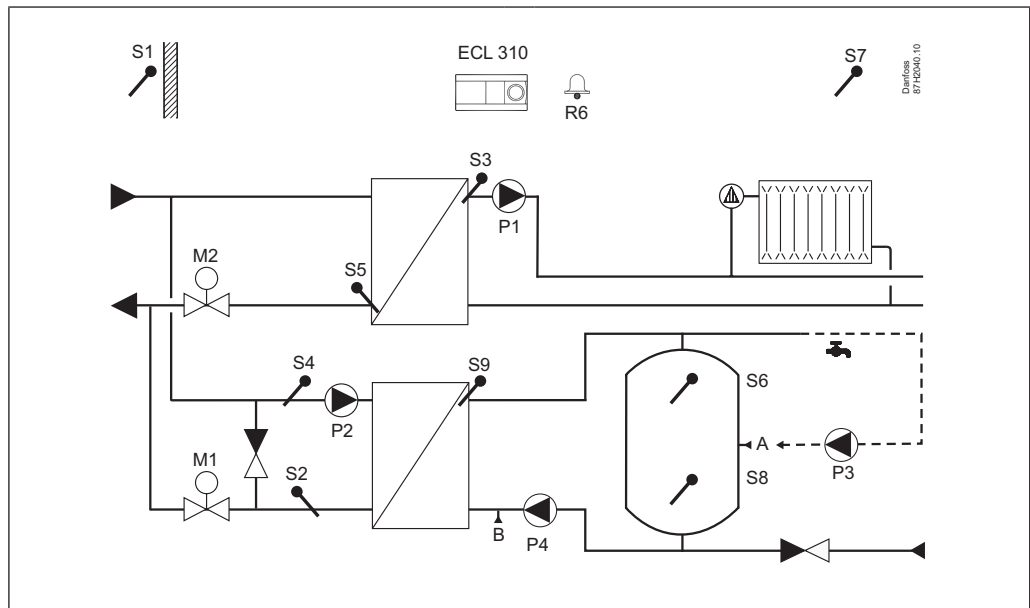 S1
ECL 310
S7
Danfoss
87H2040.10
R6
S3
P1
M2
S5
S4
S9
S6
P2
A
P3
M1
S2
S8
B
P4